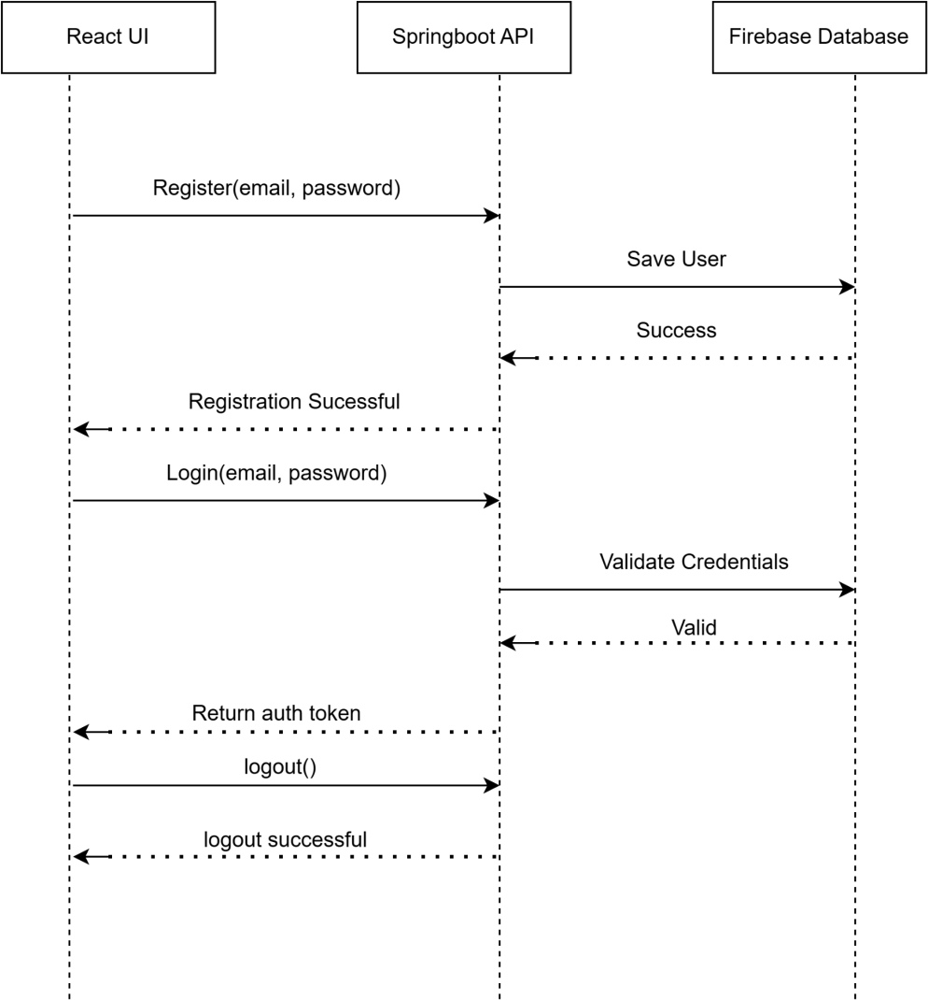 React UI
Springboot API
Firebase Database
Register(email, password)
Save User
Success
Registration Sucessful
Login(email, password)
Validate Credentials
Valid
Return auth token
logout()
logout successful